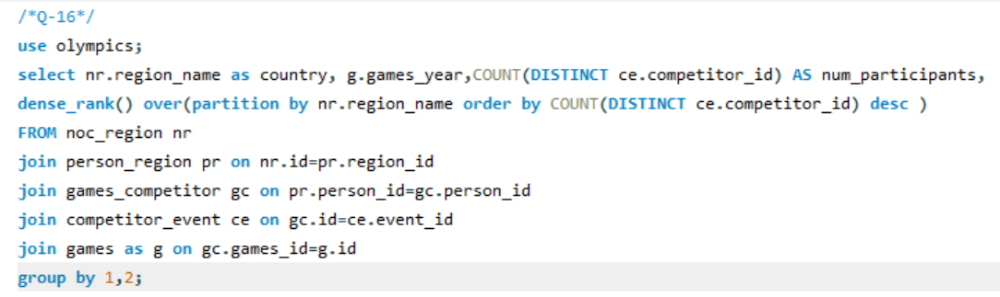 /*Q-16*/
use olympics;
select nr.region_name as country, g.games_year,COUNT(DISTINCT ce.competitor_id) AS num_participants,
dense_rank() over(partition by nr.region_name order by COUNT(DISTINCT ce.competitor_id) desc )
FROM noc_region nr
join person_region pr on nr.id=pr.region_id
join games_competitor gc on pr.person_id=gc.person_id
join competitor_event ce on gc.id=ce.event_id
join games as g on gc.games_id=g.id
group by 1,2;